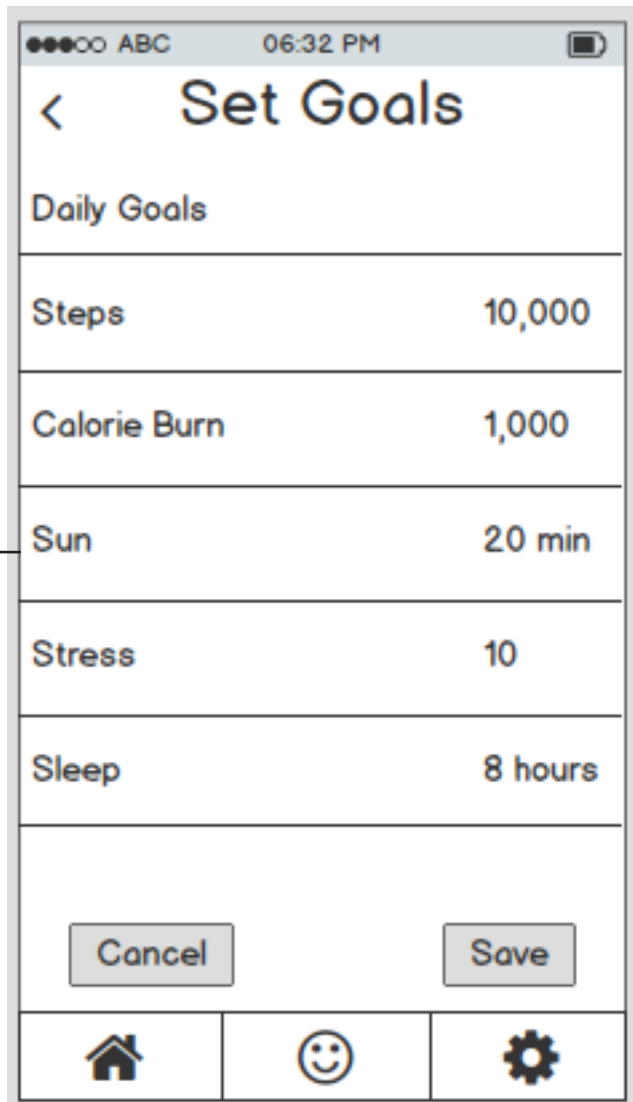 ABC 06:32 PM
< Set Goals
Daily Goals
Steps 10,000
Calorie Burn 1,000
Sun 20 min
Stress 10
Sleep 8 hours
Cancel Save